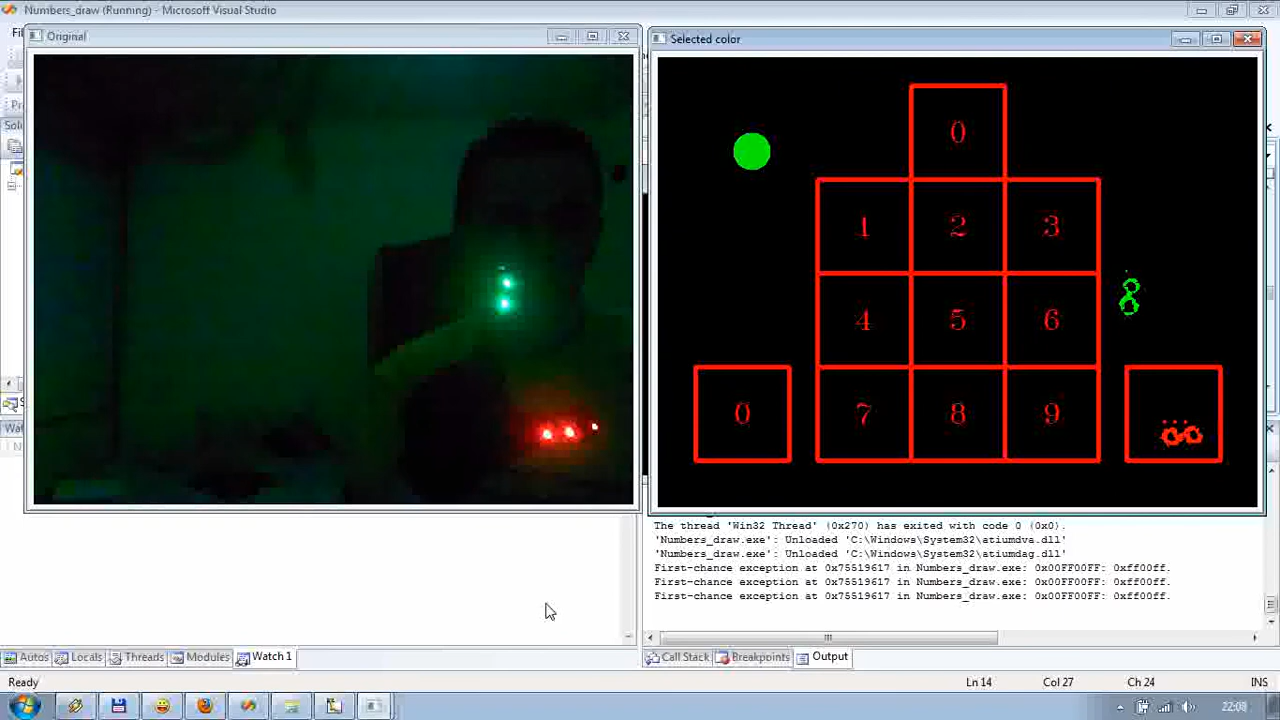 Numbers_draw (Running) - Microsoft Visual Studio
Original
Selected color
0
1 2 3
4 5 6
0 7 8 9
The thread 'Win32 Thread' (0x270) has exited with code 0 (0x0).
'Numbers_draw.exe': Unloaded 'C:\Windows\System32\atiumdva.dll'
'Numbers_draw.exe': Unloaded 'C:\Windows\System32\atiumdag.dll'
First-chance exception at 0x75519617 in Numbers_draw.exe: 0x00FF00FF: 0xff00ff.
First-chance exception at 0x75519617 in Numbers_draw.exe: 0x00FF00FF: 0xff00ff.
First-chance exception at 0x75519617 in Numbers_draw.exe: 0x00FF00FF: 0xff00ff.
Autos Locals Threads Modules Watch 1 Call Stack Breakpoints Output
Ready Ln 14 Col 27 Ch 24 INS
22:08